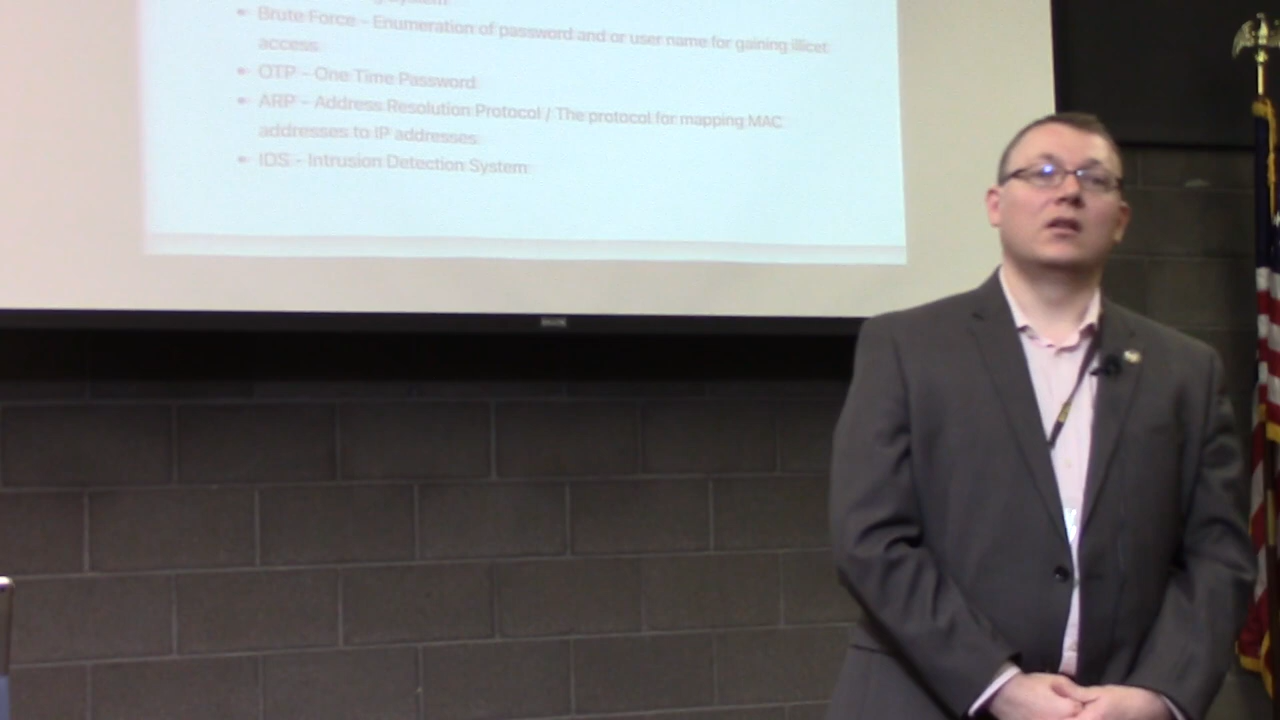 • Brute Force - Enumeration of password and or user name for gaining illicet
access
• OTP - One Time Password
• ARP - Address Resolution Protocol / The protocol for mapping MAC
addresses to IP addresses
• IDS - Intrusion Detection System